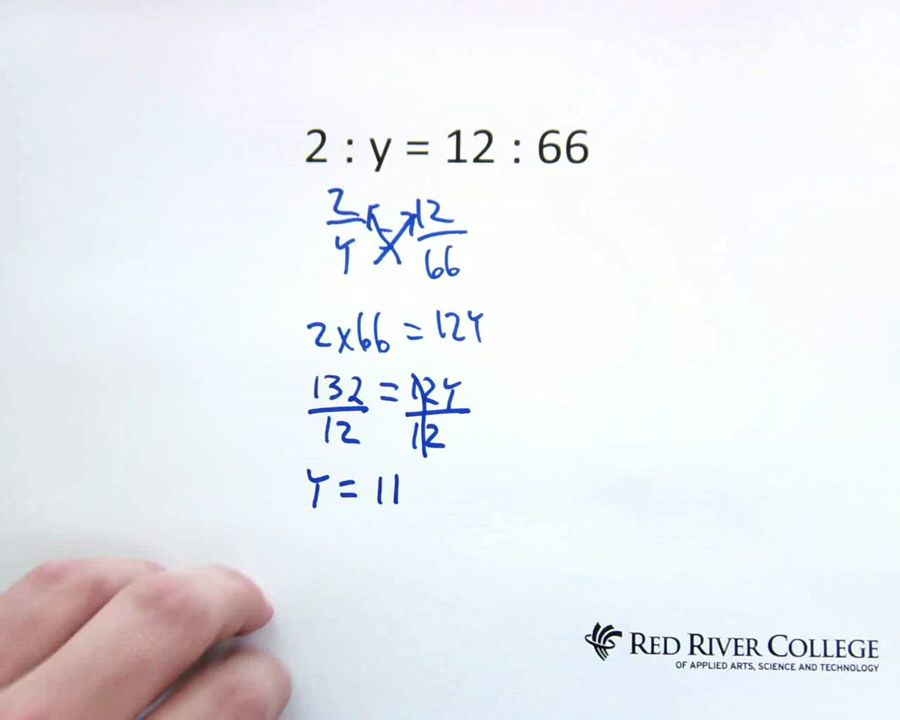 2 : y = 12 : 66
2/y 12/66
2x66 = 12y
132/12 = 12y/12
y = 11
RED RIVER COLLEGE
OF APPLIED ARTS, SCIENCE AND TECHNOLOGY